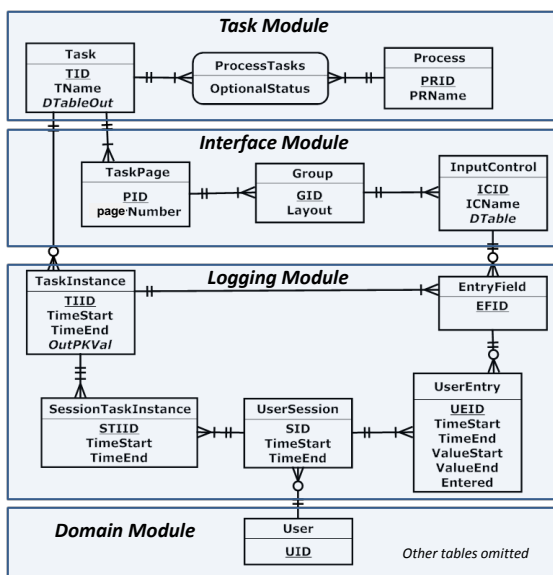 Task Module
Task
TID
TName
DTableOut
ProcessTasks
OptionalStatus
Process
PRID
PRName
Interface Module
TaskPage
PID
page·Number
Group
GID
Layout
InputControl
ICID
ICName
DTable
Logging Module
TaskInstance
TIID
TimeStart
TimeEnd
OutPKVal
EntryField
EFID
SessionTaskInstance
STIID
TimeStart
TimeEnd
UserSession
SID
TimeStart
TimeEnd
UserEntry
UEID
TimeStart
TimeEnd
ValueStart
ValueEnd
Entered
Domain Module
User
UID
Other tables omitted